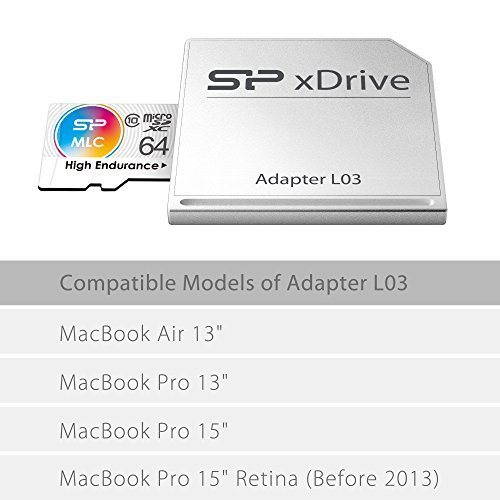 SP xDrive
SP
MLC
10 micro SD XC
64
High Endurance
Adapter L03
Compatible Models of Adapter L03
MacBook Air 13"
MacBook Pro 13"
MacBook Pro 15"
MacBook Pro 15" Retina (Before 2013)